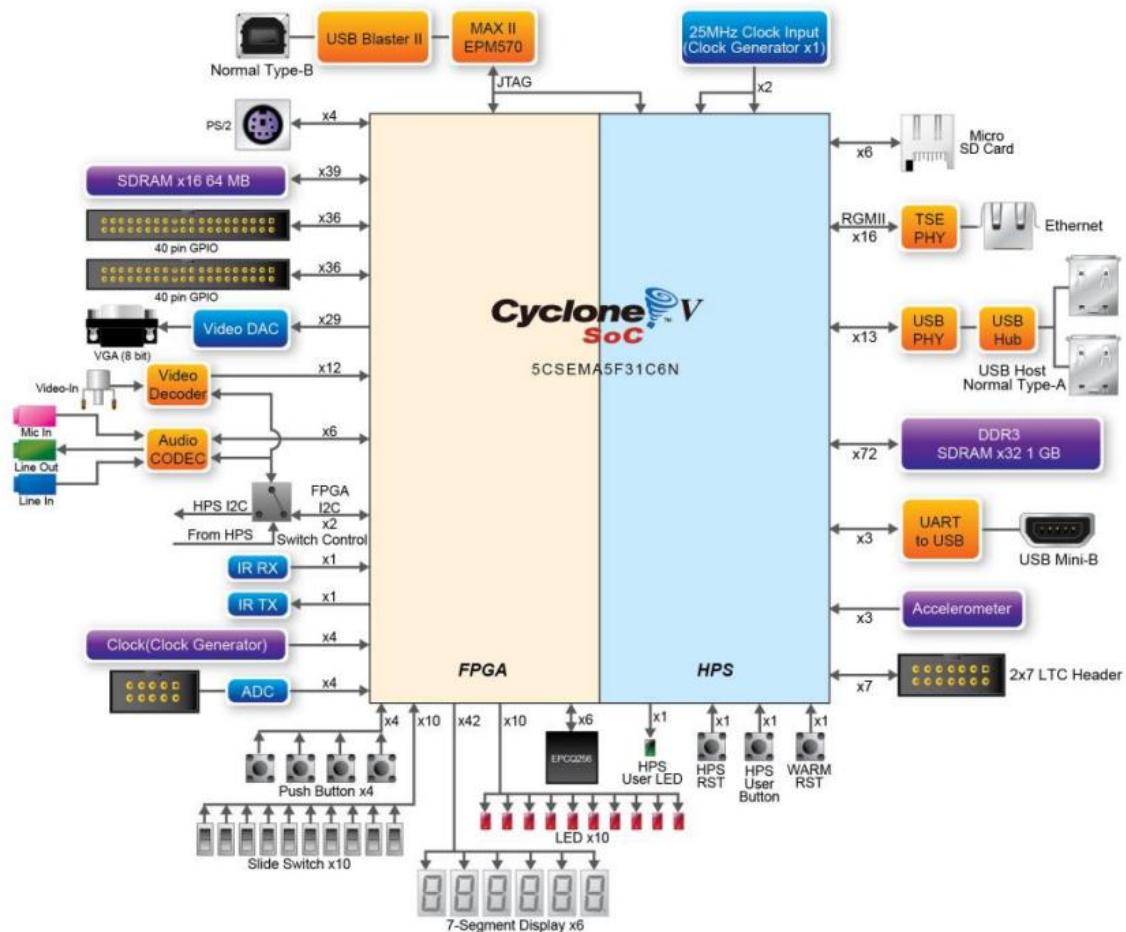 Normal Type-B
USB Blaster II
MAX II
EPM570
JTAG
25MHz Clock Input
(Clock Generator x1)
x2
PS/2
x4
SDRAM x16 64 MB
x39
x36
40 pin GPIO
x36
40 pin GPIO
VGA (8 bit)
Video DAC
x29
Video-In
Video
Decoder
x12
Mic In
Line Out
Line In
Audio
CODEC
x6
HPS I2C
From HPS
FPGA
I2C
x2
Switch Control
IR RX
x1
IR TX
x1
Clock(Clock Generator)
x4
ADC
x4
Cyclone V
SoC
TM
5CSEMA5F31C6N
FPGA
HPS
x6
Micro
SD Card
RGMII
x16
TSE
PHY
Ethernet
x13
USB
PHY
USB
Hub
USB Host
Normal Type-A
x72
DDR3
SDRAM x32 1 GB
x3
UART
to USB
USB Mini-B
x3
Accelerometer
x7
2x7 LTC Header
x4
Push Button x4
x10
Slide Switch x10
x42
7-Segment Display x6
x10
LED x10
x6
EPCQ256
x1
HPS
User LED
x1
HPS
RST
x1
HPS
User
Button
x1
WARM
RST